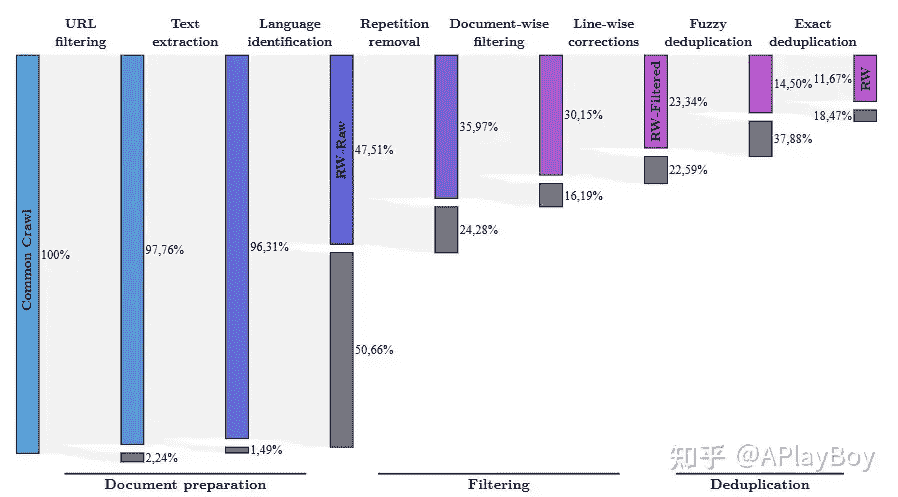 URL filtering
Text extraction
Language identification
Repetition removal
Document-wise filtering
Line-wise corrections
Fuzzy deduplication
Exact deduplication
Common Crawl
100%
97,76%
2,24%
96,31%
1,49%
RW-Raw
47,51%
50,66%
35,97%
24,28%
30,15%
16,19%
RW-Filtered
23,34%
22,59%
14,50%
37,88%
11,67%
RW
18,47%
Document preparation
Filtering
Deduplication
知乎 @APlayBoy